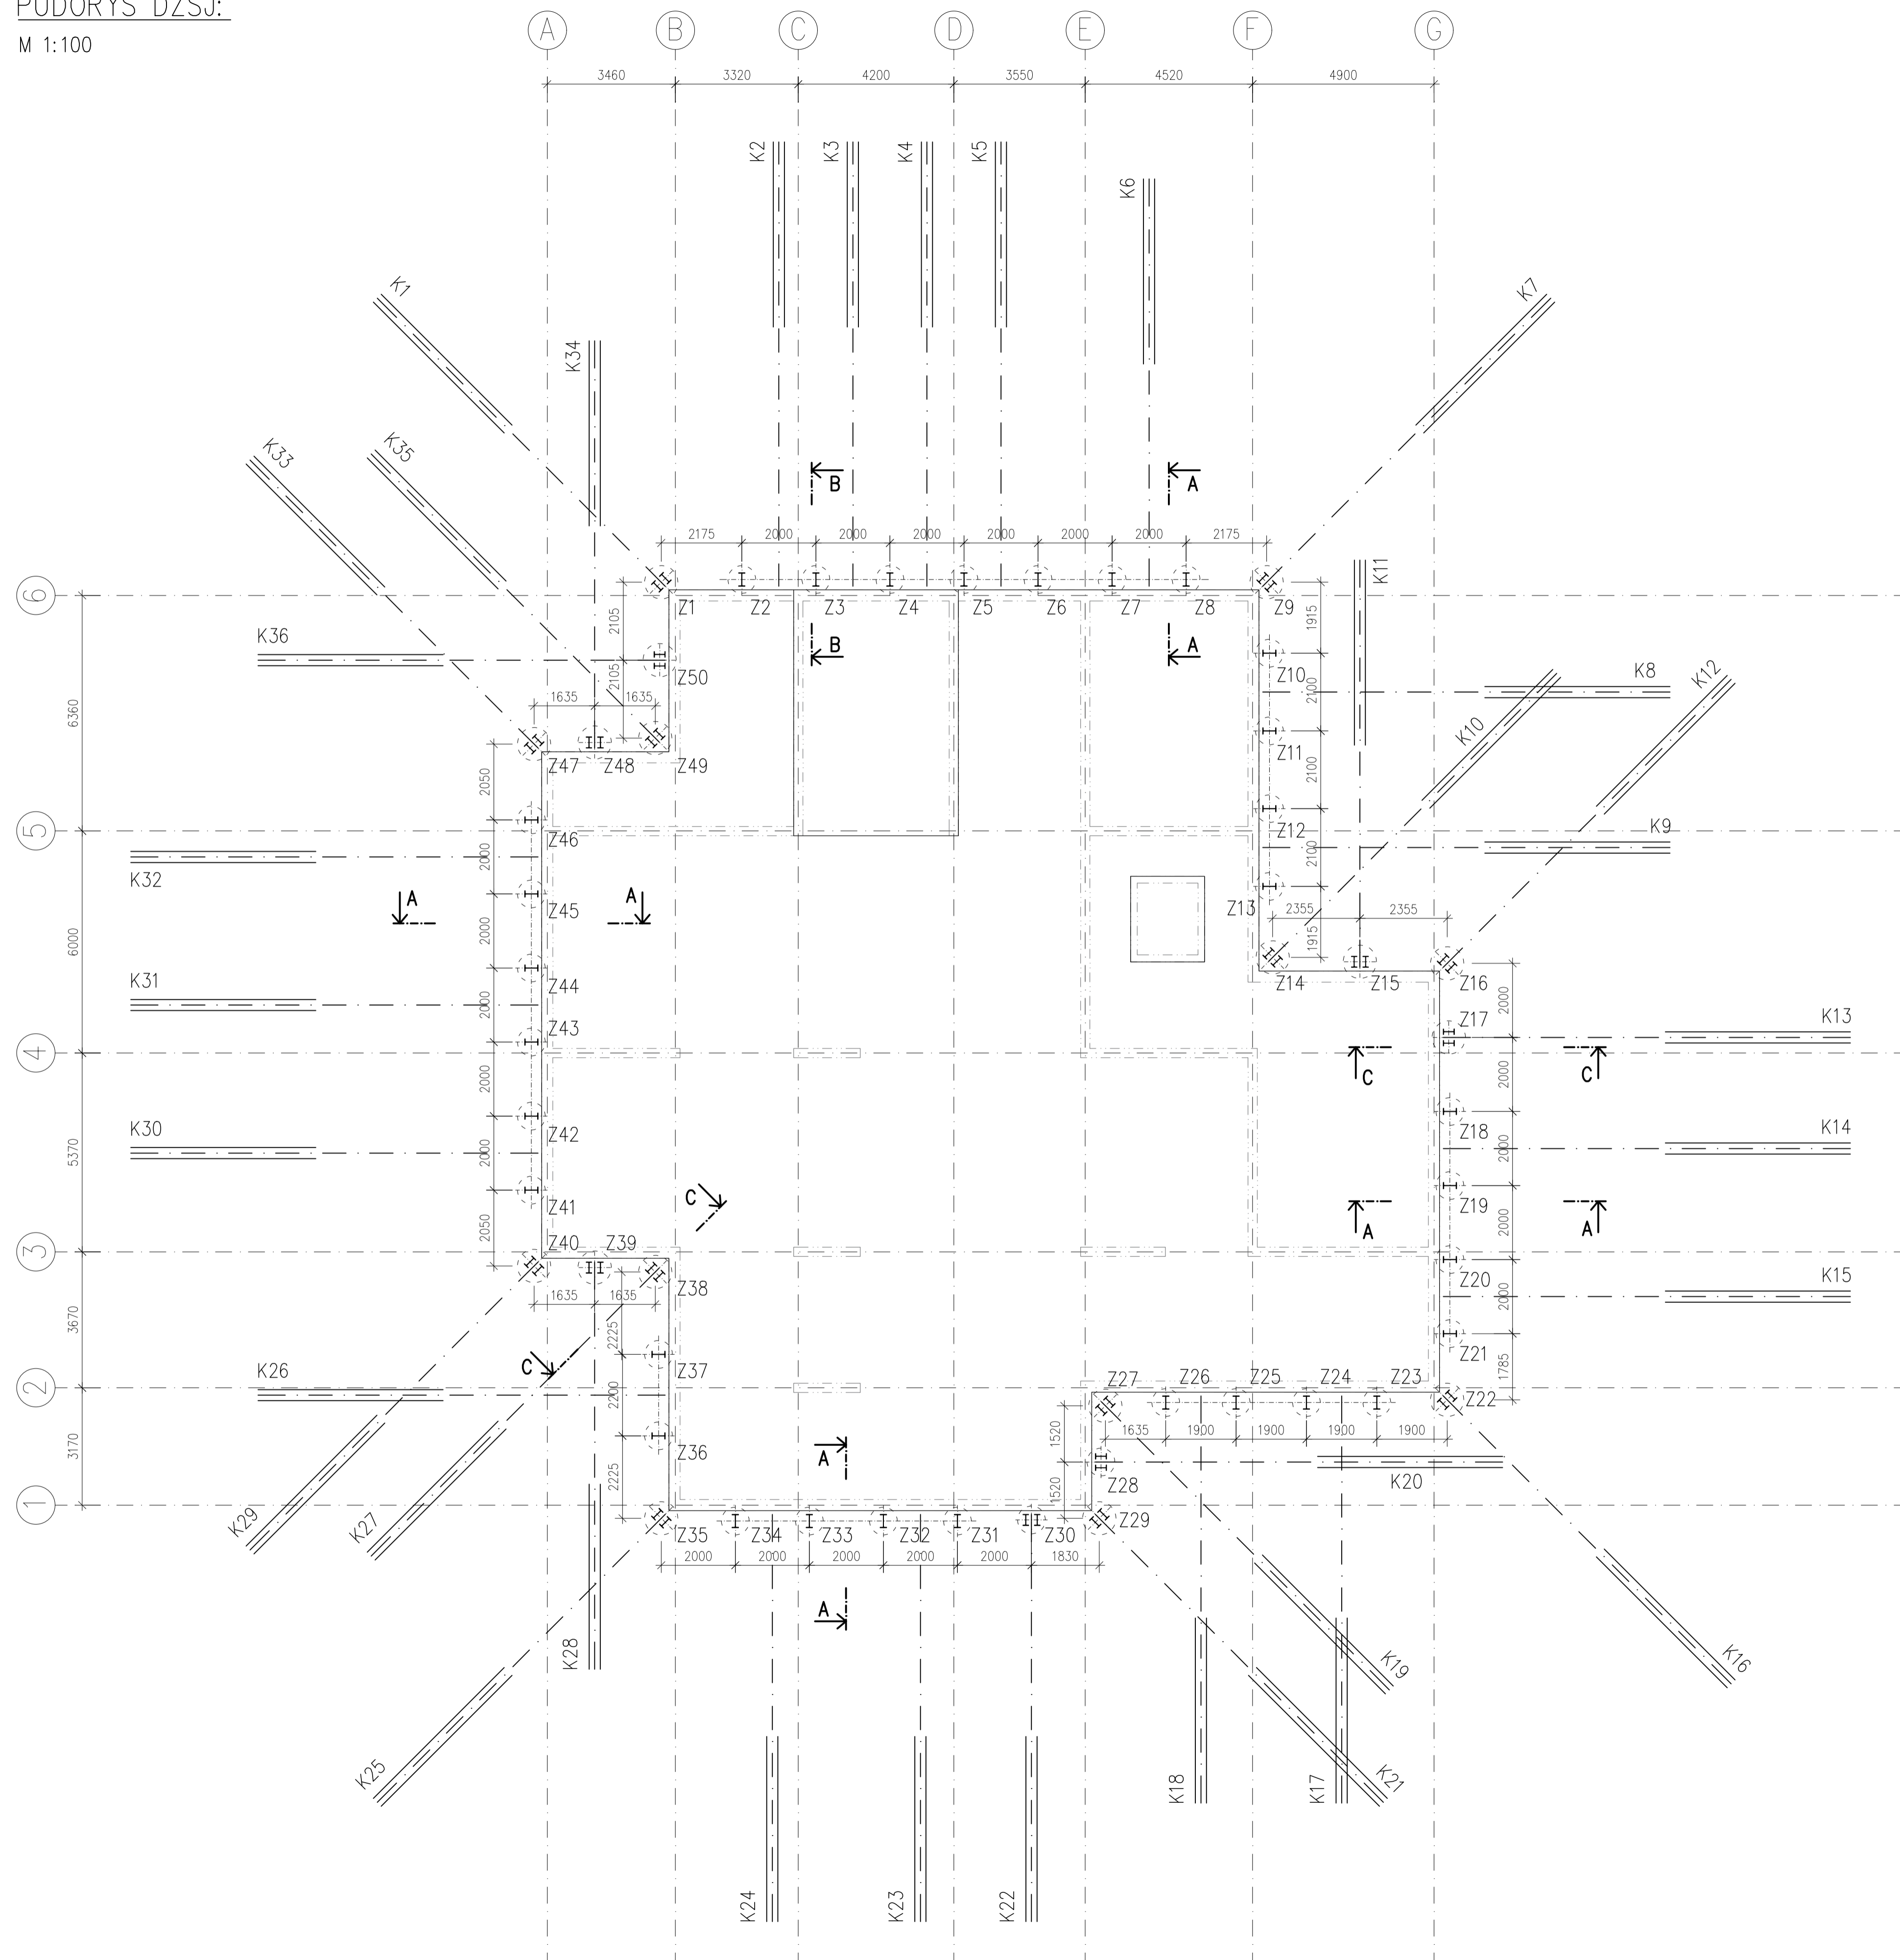 PŮDORYS DZSJ:
M 1:100
A B C D E F G
3460 3320 4200 3550 4520 4900
K2 K3 K4 K5
K6
K1 K7
K34
K33 K35
B A
2175 2000 2000 2000 2000 2000 2000 2175
K11
6
Z1 Z2 Z3 Z4 Z5 Z6 Z7 Z8 Z9
2105 1915
K36
B A
Z50 Z10
2105 2100
K8 K12
1635 1635
6360
K10
Z47 Z48 Z49 Z11
2050 2100
5
Z46 Z12
K9
2000 2100
K32
A A
Z45 Z13
2355 2355
6000
2000 1915
Z44 Z14 Z15 Z16
K31
2000 2000
Z43 Z17
K13
4
C C
2000 2000
Z42 Z18
K30 K14
5370
2000 2000
C
Z41 Z19
A A
2050 2000
3
Z40 Z39
Z38 Z20
K15
1635 1635
2000
3670
2225
C
Z37 Z21
1785
K26
2
Z27 Z26 Z25 Z24 Z23 Z22
2200
1520 1635 1900 1900 1900 1900
3170
A
Z36
2225
Z28
K20
1520
1
K29 K27
Z35 Z34 Z33 Z32 Z31 Z30 Z29
2000 2000 2000 2000 2000 1830
A
K28
K19 K16
K25
K18 K17 K21
K24 K23 K22